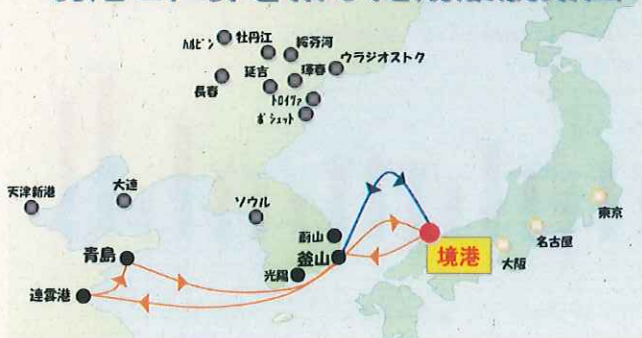 ハルビン
牡丹江
綏芬河
ウラジオストク
延吉
琿春
長春
トロイツァ
ポシェット
天津新港
大連
ソウル
東京
蔚山
名古屋
青島
釜山
境港
大阪
光陽
連雲港